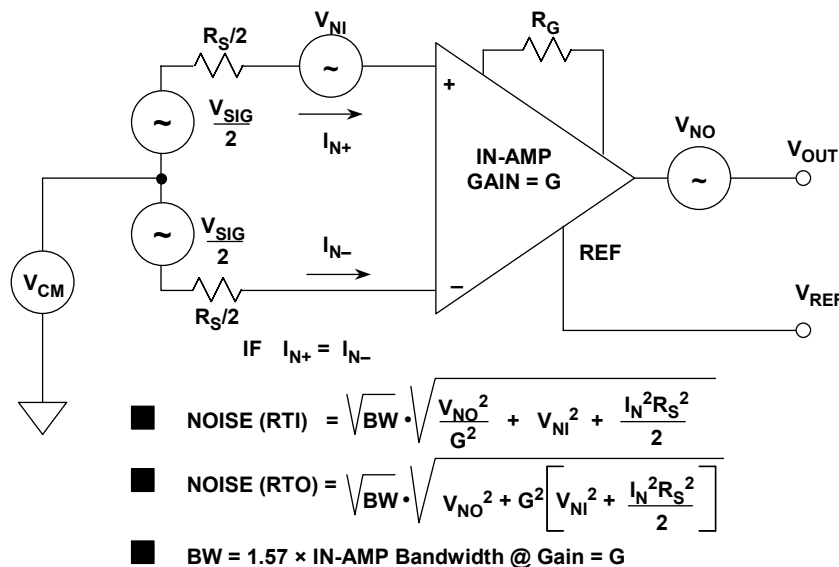 R_S/2
V_NI
R_G
~
+
~
V_SIG
2
I_N+
IN-AMP
GAIN = G
V_NO
~
V_OUT
~
V_SIG
2
I_N–
REF
V_CM
–
V_REF
R_S/2
IF I_N+ = I_N–
■ NOISE (RTI) = √BW • √(V_NO²/G² + V_NI² + I_N²R_S²/2)
■ NOISE (RTO) = √BW • √(V_NO² + G²[V_NI² + I_N²R_S²/2])
■ BW = 1.57 × IN-AMP Bandwidth @ Gain = G